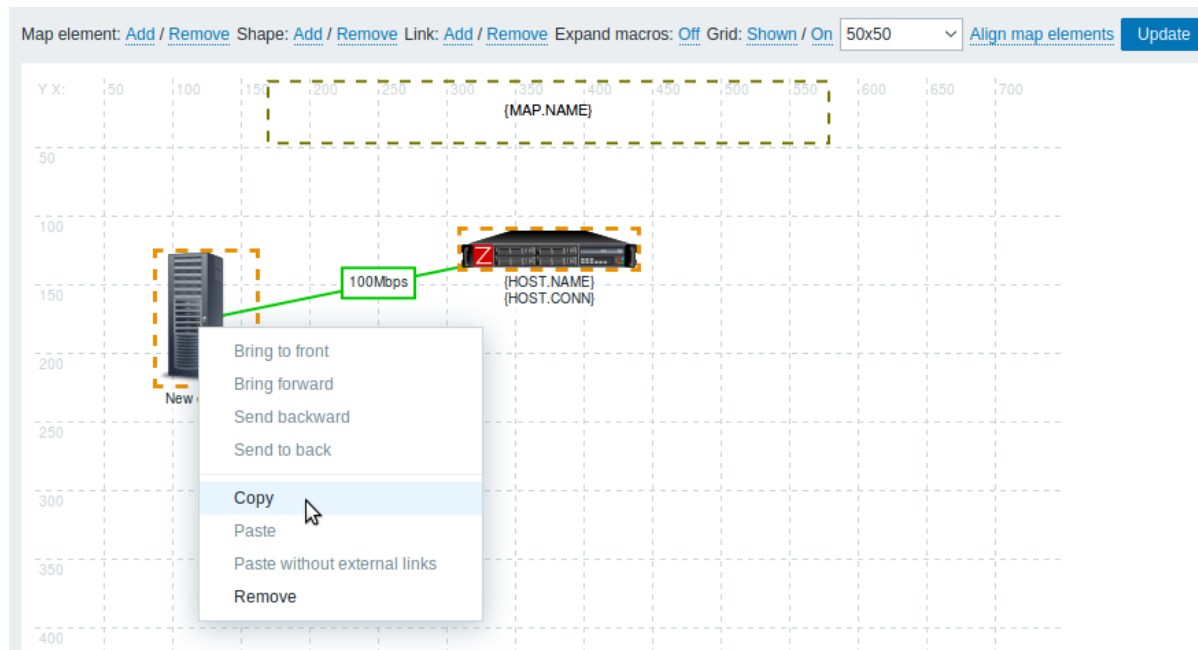 Map element: Add / Remove Shape: Add / Remove Link: Add / Remove Expand macros: Off Grid: Shown / On 50x50 Align map elements Update
Y X: 50 100 150 200 250 300 350 400 450 500 550 600 650 700
{MAP.NAME}
50
100
Z
100Mbps
{HOST.NAME}
150
{HOST.CONN}
Bring to front
200
Bring forward
New
Send backward
250
Send to back
Copy
300
Paste
Paste without external links
350
Remove
400